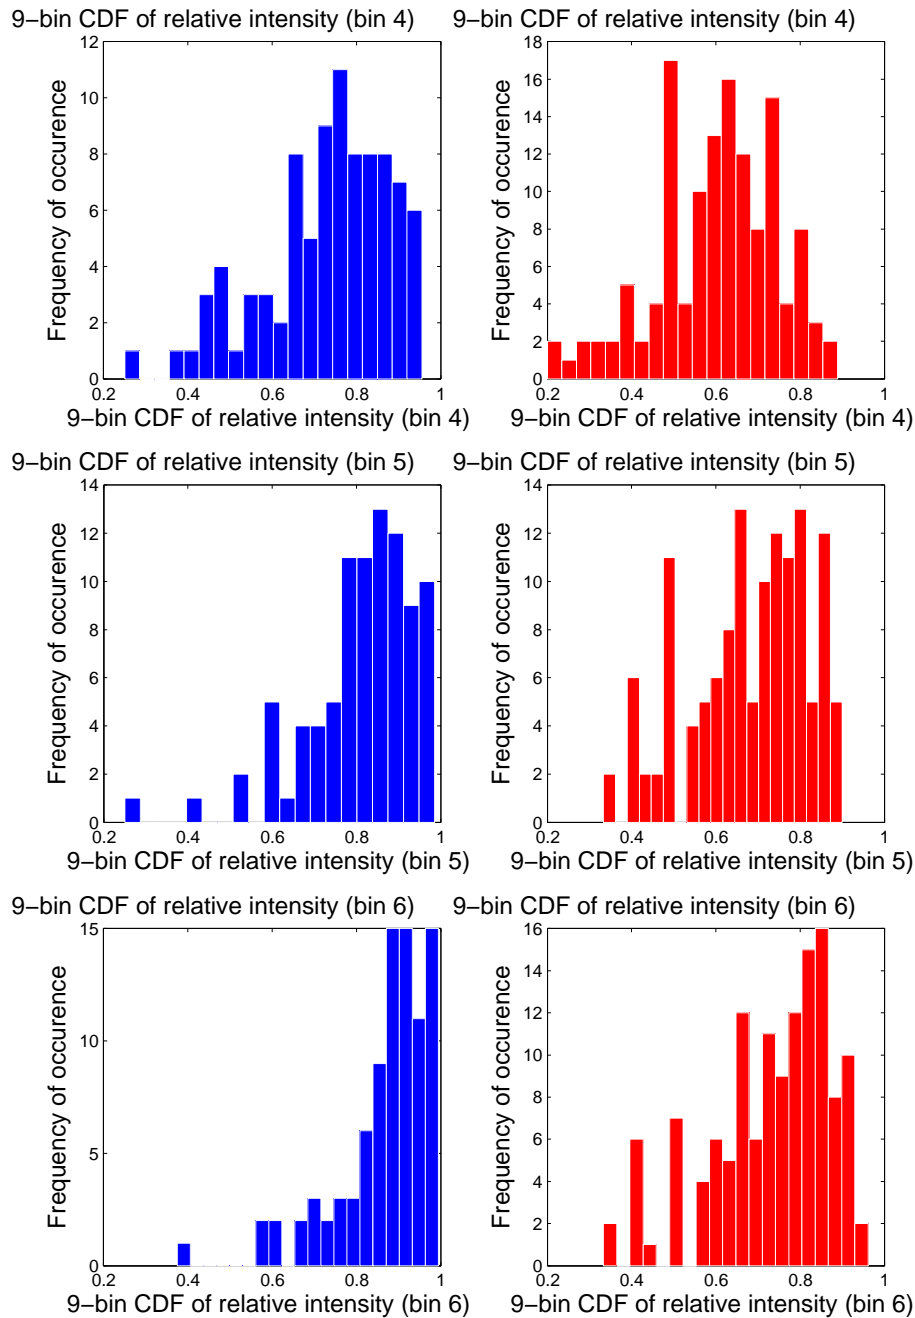 9−bin CDF of relative intensity (bin 4)
12
10
8
6
4
2
0
Frequency of occurence
0.2 0.4 0.6 0.8 1
9−bin CDF of relative intensity (bin 4)
9−bin CDF of relative intensity (bin 4)
18
16
14
12
10
8
6
4
2
0
Frequency of occurence
0.2 0.4 0.6 0.8 1
9−bin CDF of relative intensity (bin 4)
9−bin CDF of relative intensity (bin 5)
14
12
10
8
6
4
2
0
Frequency of occurence
0.2 0.4 0.6 0.8 1
9−bin CDF of relative intensity (bin 5)
9−bin CDF of relative intensity (bin 5)
14
12
10
8
6
4
2
0
Frequency of occurence
0.2 0.4 0.6 0.8 1
9−bin CDF of relative intensity (bin 5)
9−bin CDF of relative intensity (bin 6)
15
10
5
0
Frequency of occurence
0.2 0.4 0.6 0.8 1
9−bin CDF of relative intensity (bin 6)
9−bin CDF of relative intensity (bin 6)
16
14
12
10
8
6
4
2
0
Frequency of occurence
0.2 0.4 0.6 0.8 1
9−bin CDF of relative intensity (bin 6)